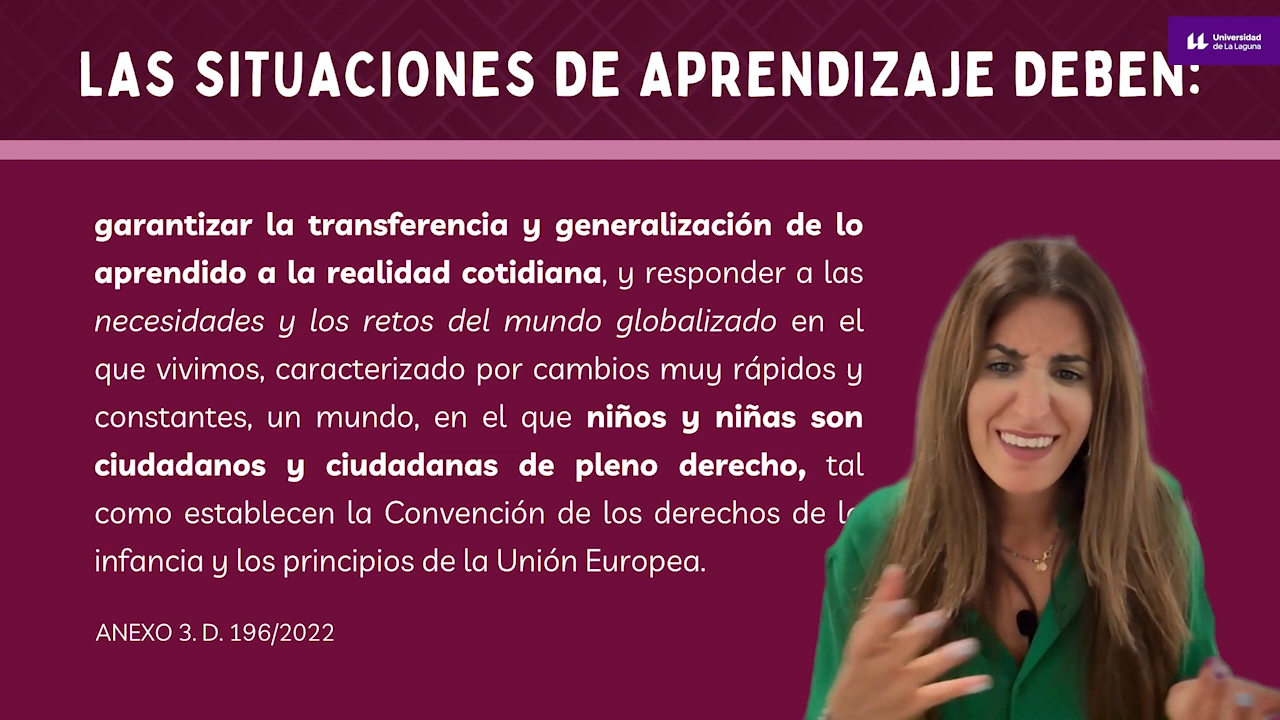 LAS SITUACIONES DE APRENDIZAJE DEBEN:
Universidad
de La Laguna
garantizar la transferencia y generalización de lo
aprendido a la realidad cotidiana, y responder a las
necesidades y los retos del mundo globalizado en el
que vivimos, caracterizado por cambios muy rápidos y
constantes, un mundo, en el que niños y niñas son
ciudadanos y ciudadanas de pleno derecho, tal
como establecen la Convención de los derechos de la
infancia y los principios de la Unión Europea.
ANEXO 3. D. 196/2022